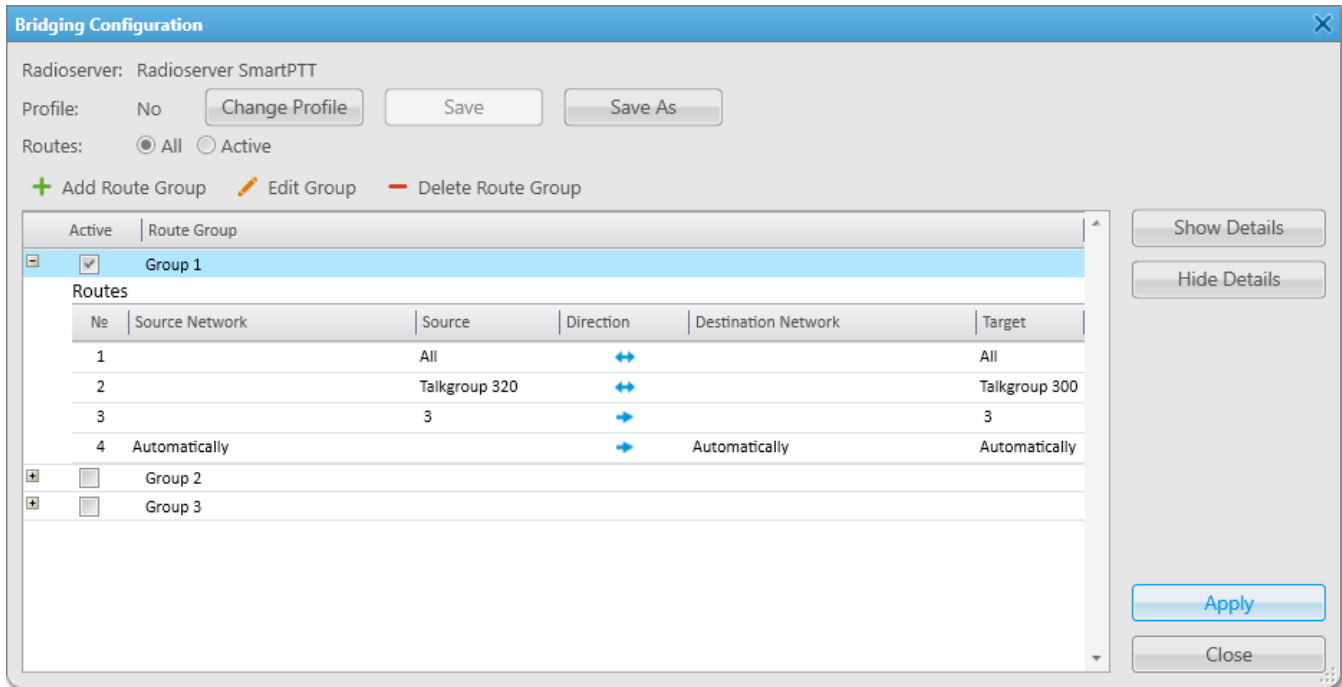 Bridging Configuration
Radioserver: Radioserver SmartPTT
Profile: No Change Profile Save Save As
Routes: All Active
Add Route Group Edit Group Delete Route Group
Active Route Group Show Details
Group 1 Hide Details
Routes
№ Source Network Source Direction Destination Network Target
1 All All
2 Talkgroup 320 Talkgroup 300
3 3 3
4 Automatically Automatically Automatically
Group 2
Group 3
Apply
Close